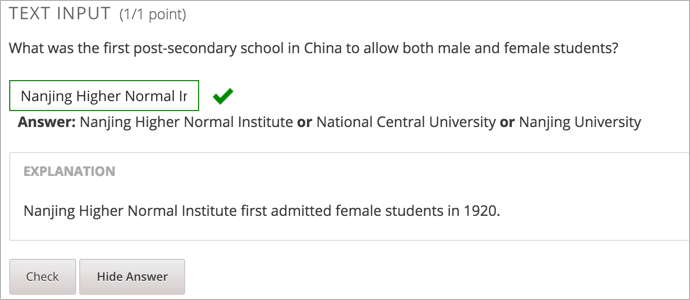 TEXT INPUT (1/1 point)
What was the first post-secondary school in China to allow both male and female students?
Nanjing Higher Normal Ir
Answer: Nanjing Higher Normal Institute or National Central University or Nanjing University
EXPLANATION
Nanjing Higher Normal Institute first admitted female students in 1920.
Check Hide Answer